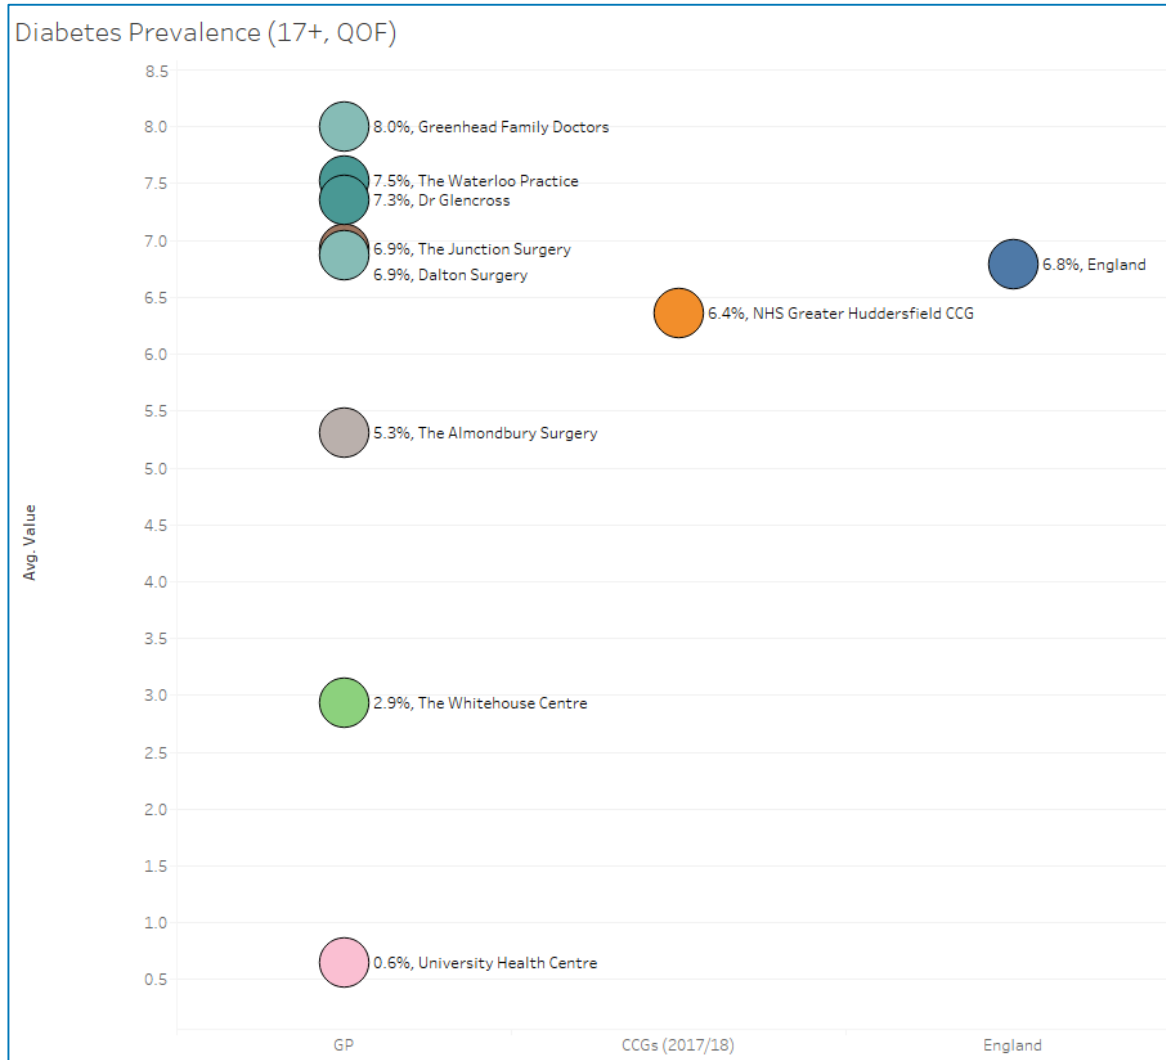 Diabetes Prevalence (17+, QOF)
8.5
8.0
7.5
7.0
6.5
6.0
5.5
5.0
4.5
4.0
3.5
3.0
2.5
2.0
1.5
1.0
0.5
Avg. Value
8.0%, Greenhead Family Doctors
7.5%, The Waterloo Practice
7.3%, Dr Glencross
6.9%, The Junction Surgery
6.9%, Dalton Surgery
5.3%, The Almondbury Surgery
2.9%, The Whitehouse Centre
0.6%, University Health Centre
6.4%, NHS Greater Huddersfield CCG
6.8%, England
GP
CCGs (2017/18)
England